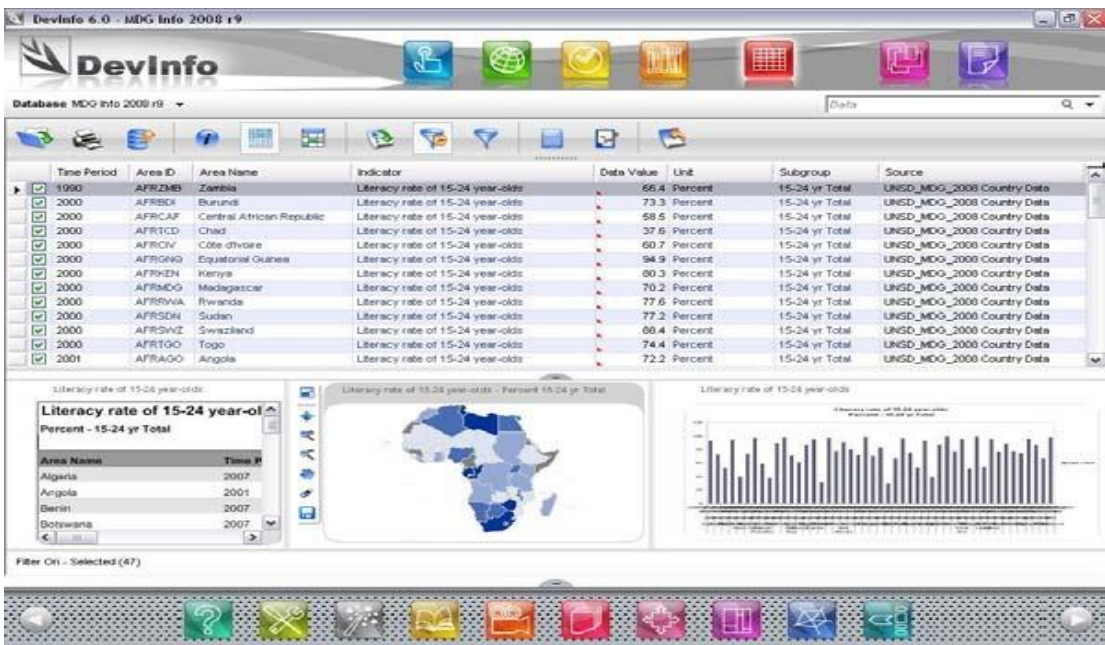 DevInfo 6.0 - MDG Info 2008 r9
DevInfo
Database MDG Info 2008 r9
Data
Time Period Area ID Area Name Indicator Data Value Unit Subgroup Source
1990 AFRZMB Zambia Literacy rate of 15-24 year-olds 66.4 Percent 15-24 yr Total UNSD_MDG_2008 Country Data
2000 AFRBDI Burundi Literacy rate of 15-24 year-olds 73.3 Percent 15-24 yr Total UNSD_MDG_2008 Country Data
2000 AFRCAF Central African Republic Literacy rate of 15-24 year-olds 58.5 Percent 15-24 yr Total UNSD_MDG_2008 Country Data
2000 AFRTCD Chad Literacy rate of 15-24 year-olds 37.6 Percent 15-24 yr Total UNSD_MDG_2008 Country Data
2000 AFRCIV Côte d'Ivoire Literacy rate of 15-24 year-olds 60.7 Percent 15-24 yr Total UNSD_MDG_2008 Country Data
2000 AFRGNQ Equatorial Guinea Literacy rate of 15-24 year-olds 94.9 Percent 15-24 yr Total UNSD_MDG_2008 Country Data
2000 AFRKEN Kenya Literacy rate of 15-24 year-olds 80.3 Percent 15-24 yr Total UNSD_MDG_2008 Country Data
2000 AFRMDG Madagascar Literacy rate of 15-24 year-olds 70.2 Percent 15-24 yr Total UNSD_MDG_2008 Country Data
2000 AFRRWA Rwanda Literacy rate of 15-24 year-olds 77.6 Percent 15-24 yr Total UNSD_MDG_2008 Country Data
2000 AFRSDN Sudan Literacy rate of 15-24 year-olds 77.2 Percent 15-24 yr Total UNSD_MDG_2008 Country Data
2000 AFRSWZ Swaziland Literacy rate of 15-24 year-olds 88.4 Percent 15-24 yr Total UNSD_MDG_2008 Country Data
2000 AFRTGO Togo Literacy rate of 15-24 year-olds 74.4 Percent 15-24 yr Total UNSD_MDG_2008 Country Data
2001 AFRAGO Angola Literacy rate of 15-24 year-olds 72.2 Percent 15-24 yr Total UNSD_MDG_2008 Country Data
Literacy rate of 15-24 year-olds
Literacy rate of 15-24 year-ol
Percent - 15-24 yr Total
Area Name Time P
Algeria 2007
Angola 2001
Benin 2007
Botswana 2007
Literacy rate of 15-24 year-olds - Percent 15-24 yr Total
Literacy rate of 15-24 year-olds
Literacy rate of 15-24 year-olds
Percent - 15-24 yr Total
Filter On - Selected (47)